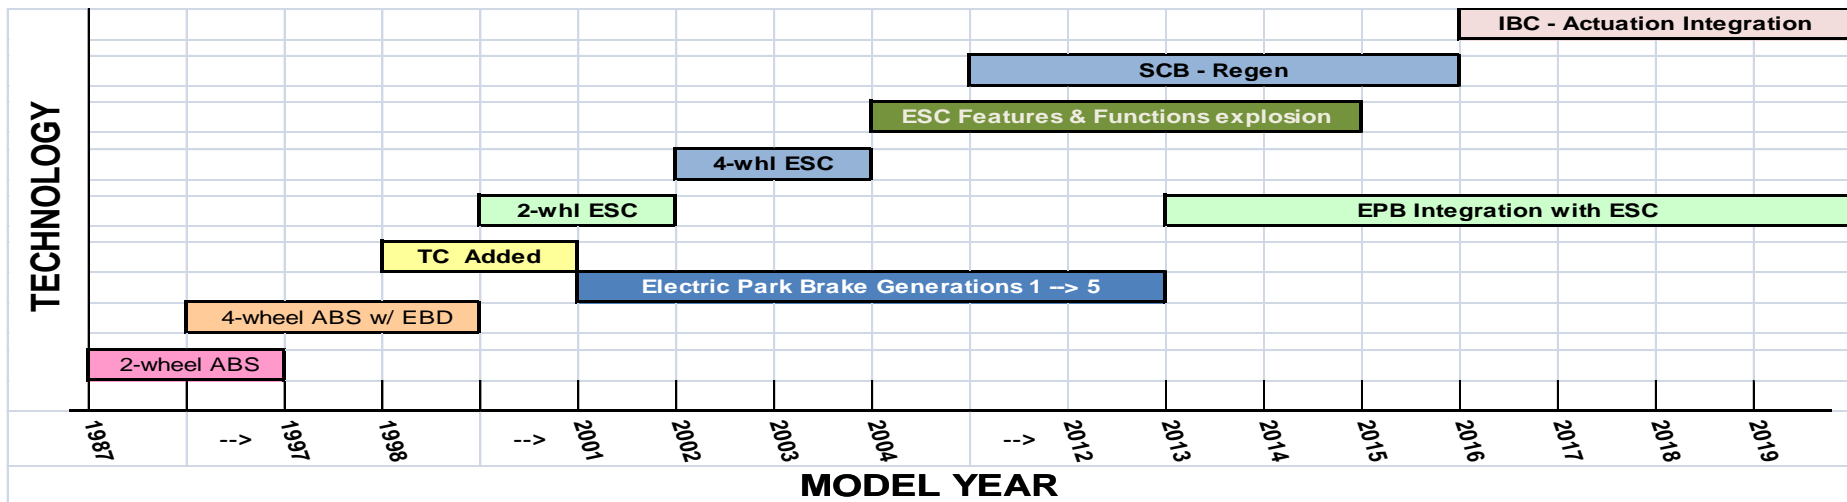 IBC - Actuation Integration
SCB - Regen
ESC Features & Functions explosion
4-whl ESC
2-whl ESC
EPB Integration with ESC
TC Added
Electric Park Brake Generations 1 --> 5
4-wheel ABS w/ EBD
2-wheel ABS
TECHNOLOGY
1987 --> 1997 1998 --> 2001 2002 2003 2004 --> 2012 2013 2014 2015 2016 2017 2018 2019
MODEL YEAR